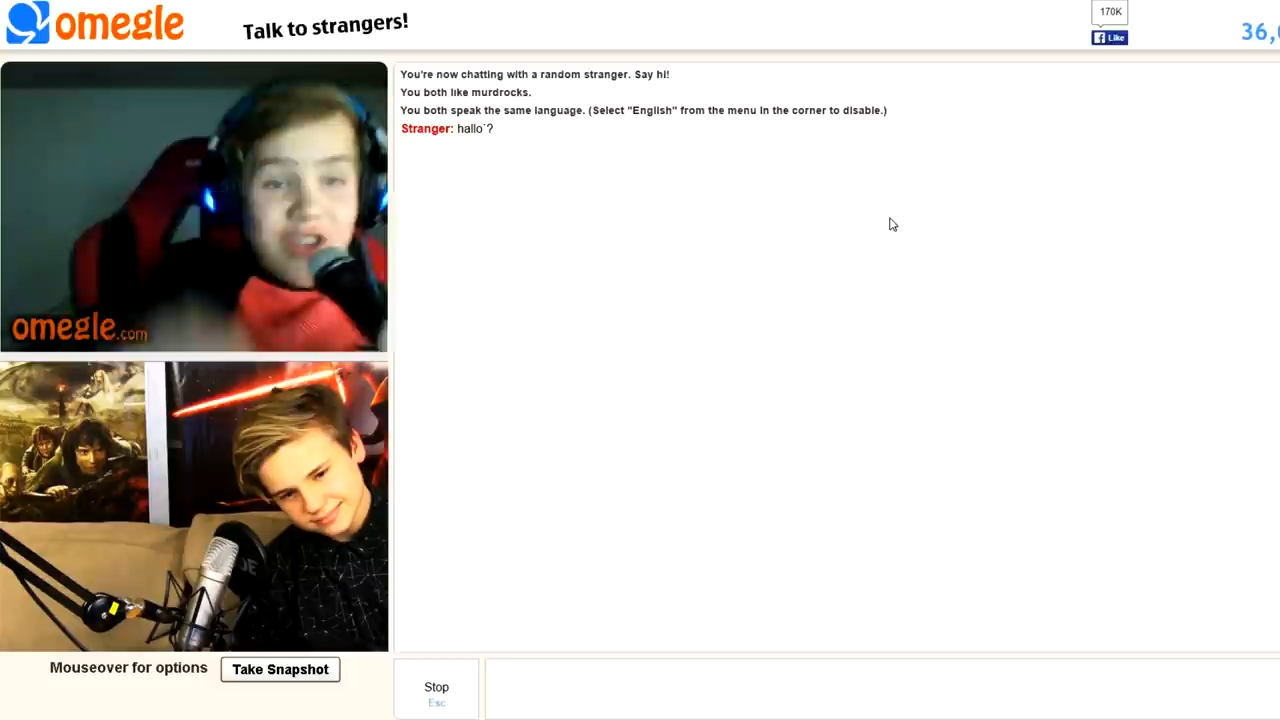 omegle
Talk to strangers!
170K
Like
36,
You're now chatting with a random stranger. Say hi!
You both like murdrocks.
You both speak the same language. (Select "English" from the menu in the corner to disable.)
Stranger: hallo´?
omegle.com
Mouseover for options
Take Snapshot
Stop
Esc